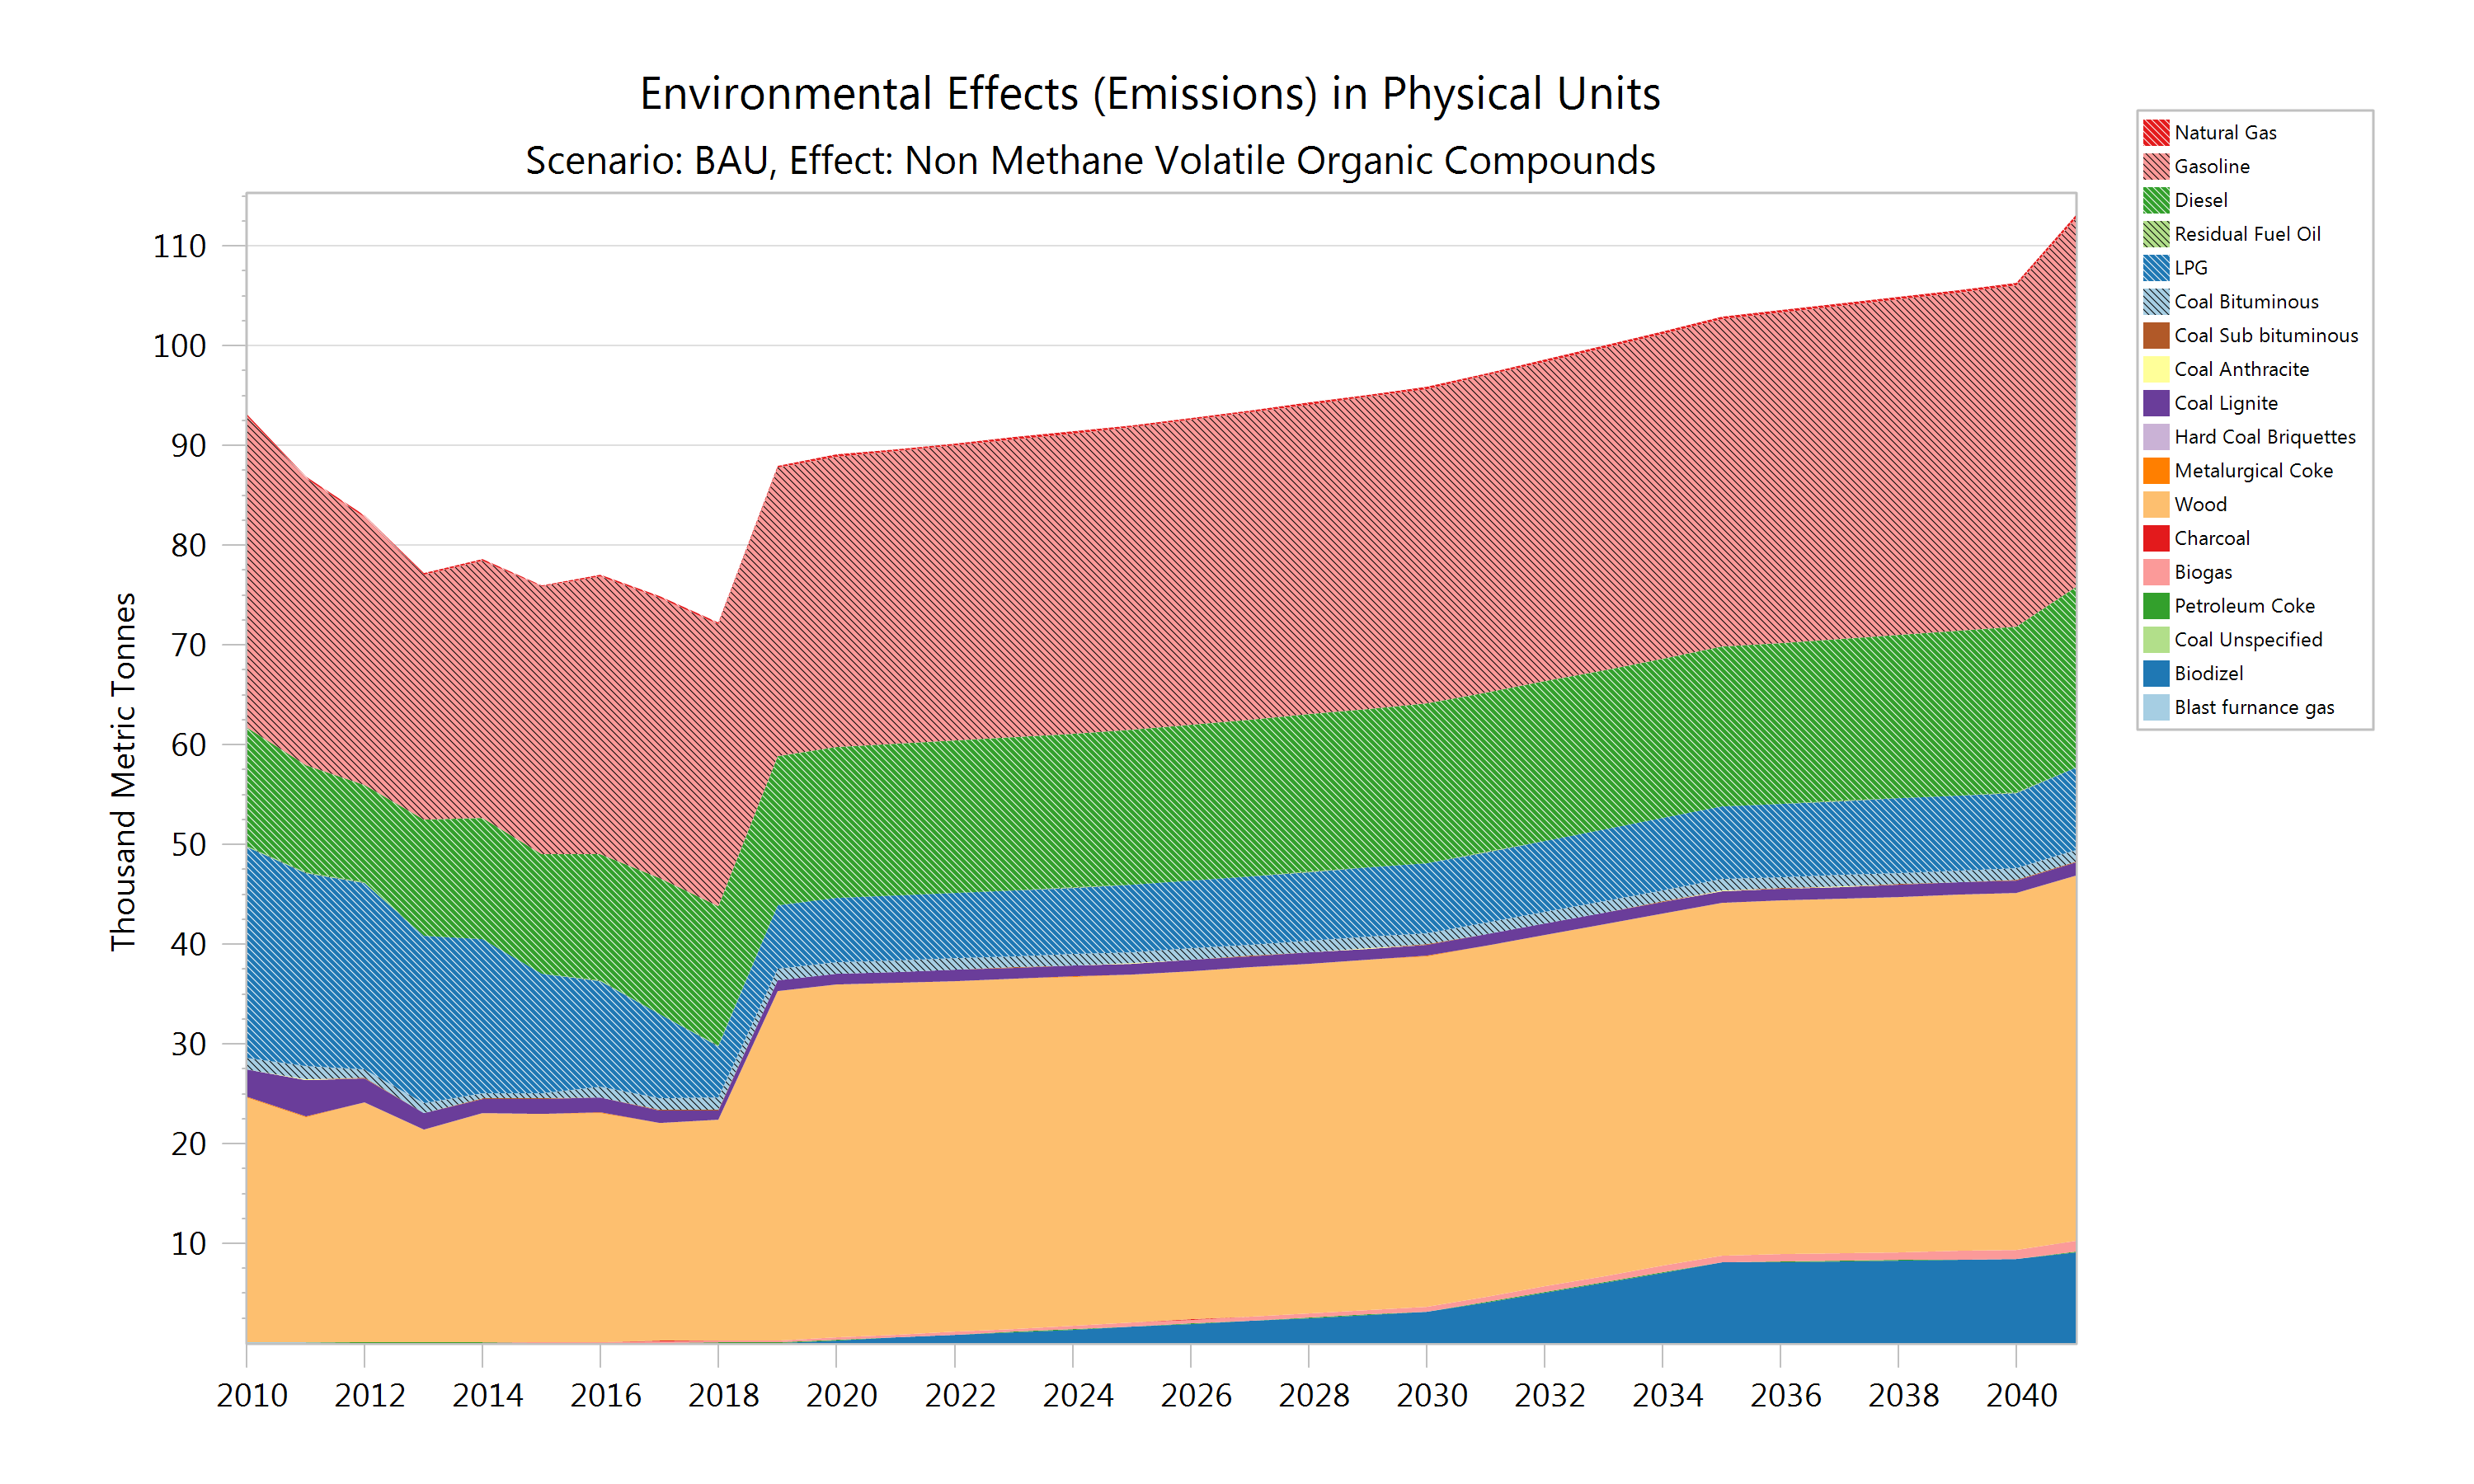 Environmental Effects (Emissions) in Physical Units
Scenario: BAU, Effect: Non Methane Volatile Organic Compounds
Thousand Metric Tonnes
110
100
90
80
70
60
50
40
30
20
10
2010 2012 2014 2016 2018 2020 2022 2024 2026 2028 2030 2032 2034 2036 2038 2040
Natural Gas
Gasoline
Diesel
Residual Fuel Oil
LPG
Coal Bituminous
Coal Sub bituminous
Coal Anthracite
Coal Lignite
Hard Coal Briquettes
Metalurgical Coke
Wood
Charcoal
Biogas
Petroleum Coke
Coal Unspecified
Biodizel
Blast furnance gas